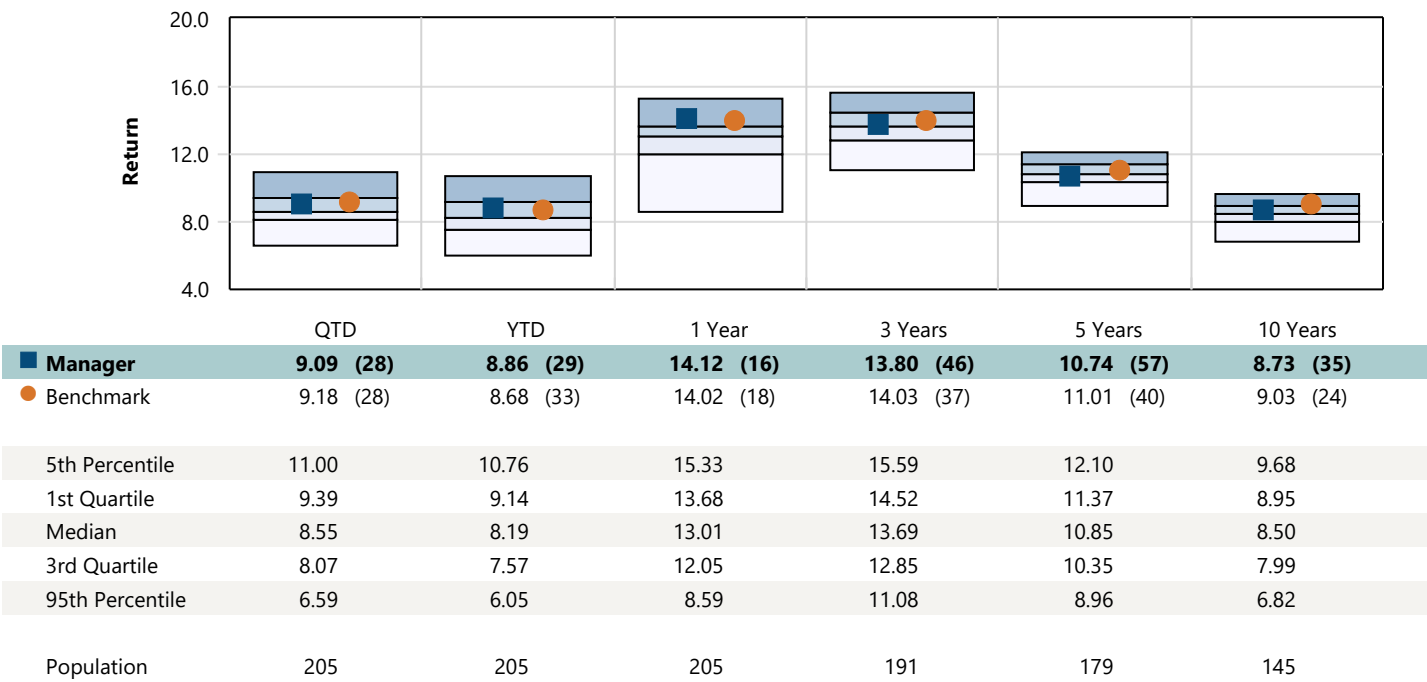 20.0
16.0
12.0
8.0
4.0
Return
QTD YTD 1 Year 3 Years 5 Years 10 Years
Manager 9.09 (28) 8.86 (29) 14.12 (16) 13.80 (46) 10.74 (57) 8.73 (35)
Benchmark 9.18 (28) 8.68 (33) 14.02 (18) 14.03 (37) 11.01 (40) 9.03 (24)
5th Percentile 11.00 10.76 15.33 15.59 12.10 9.68
1st Quartile 9.39 9.14 13.68 14.52 11.37 8.95
Median 8.55 8.19 13.01 13.69 10.85 8.50
3rd Quartile 8.07 7.57 12.05 12.85 10.35 7.99
95th Percentile 6.59 6.05 8.59 11.08 8.96 6.82
Population 205 205 205 191 179 145